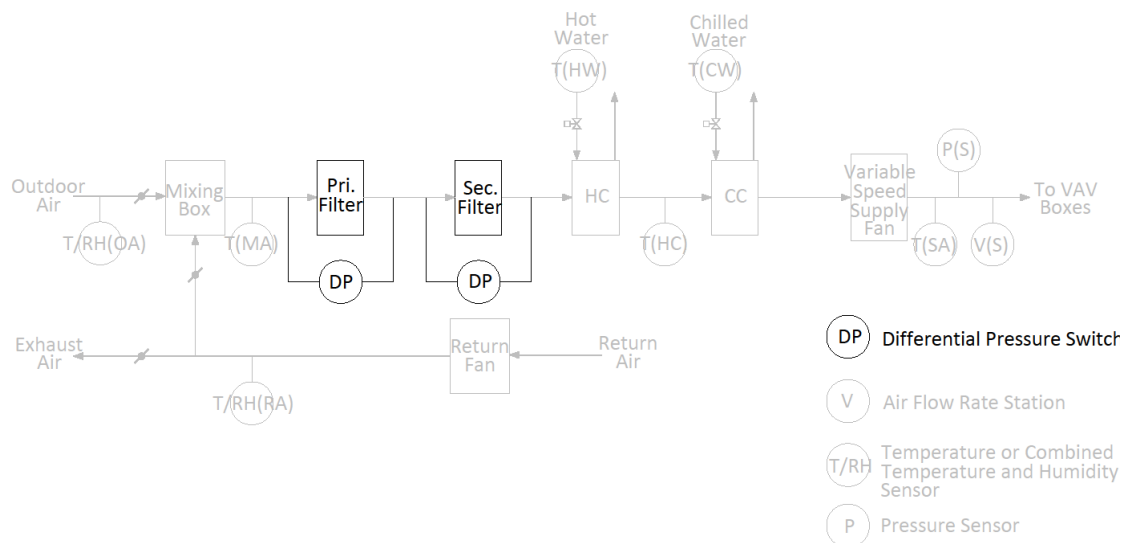 Hot
Water
Chilled
Water
T(HW)
T(CW)
P(S)
Outdoor
Air
Mixing
Box
Pri.
Filter
Sec.
Filter
HC
CC
Variable
Speed
Supply
Fan
To VAV
Boxes
T/RH(OA)
T(MA)
T(HC)
T(SA)
V(S)
DP
DP
Exhaust
Air
Return
Fan
Return
Air
T/RH(RA)
DP Differential Pressure Switch
V Air Flow Rate Station
T/RH Temperature or Combined
Temperature and Humidity
Sensor
P Pressure Sensor